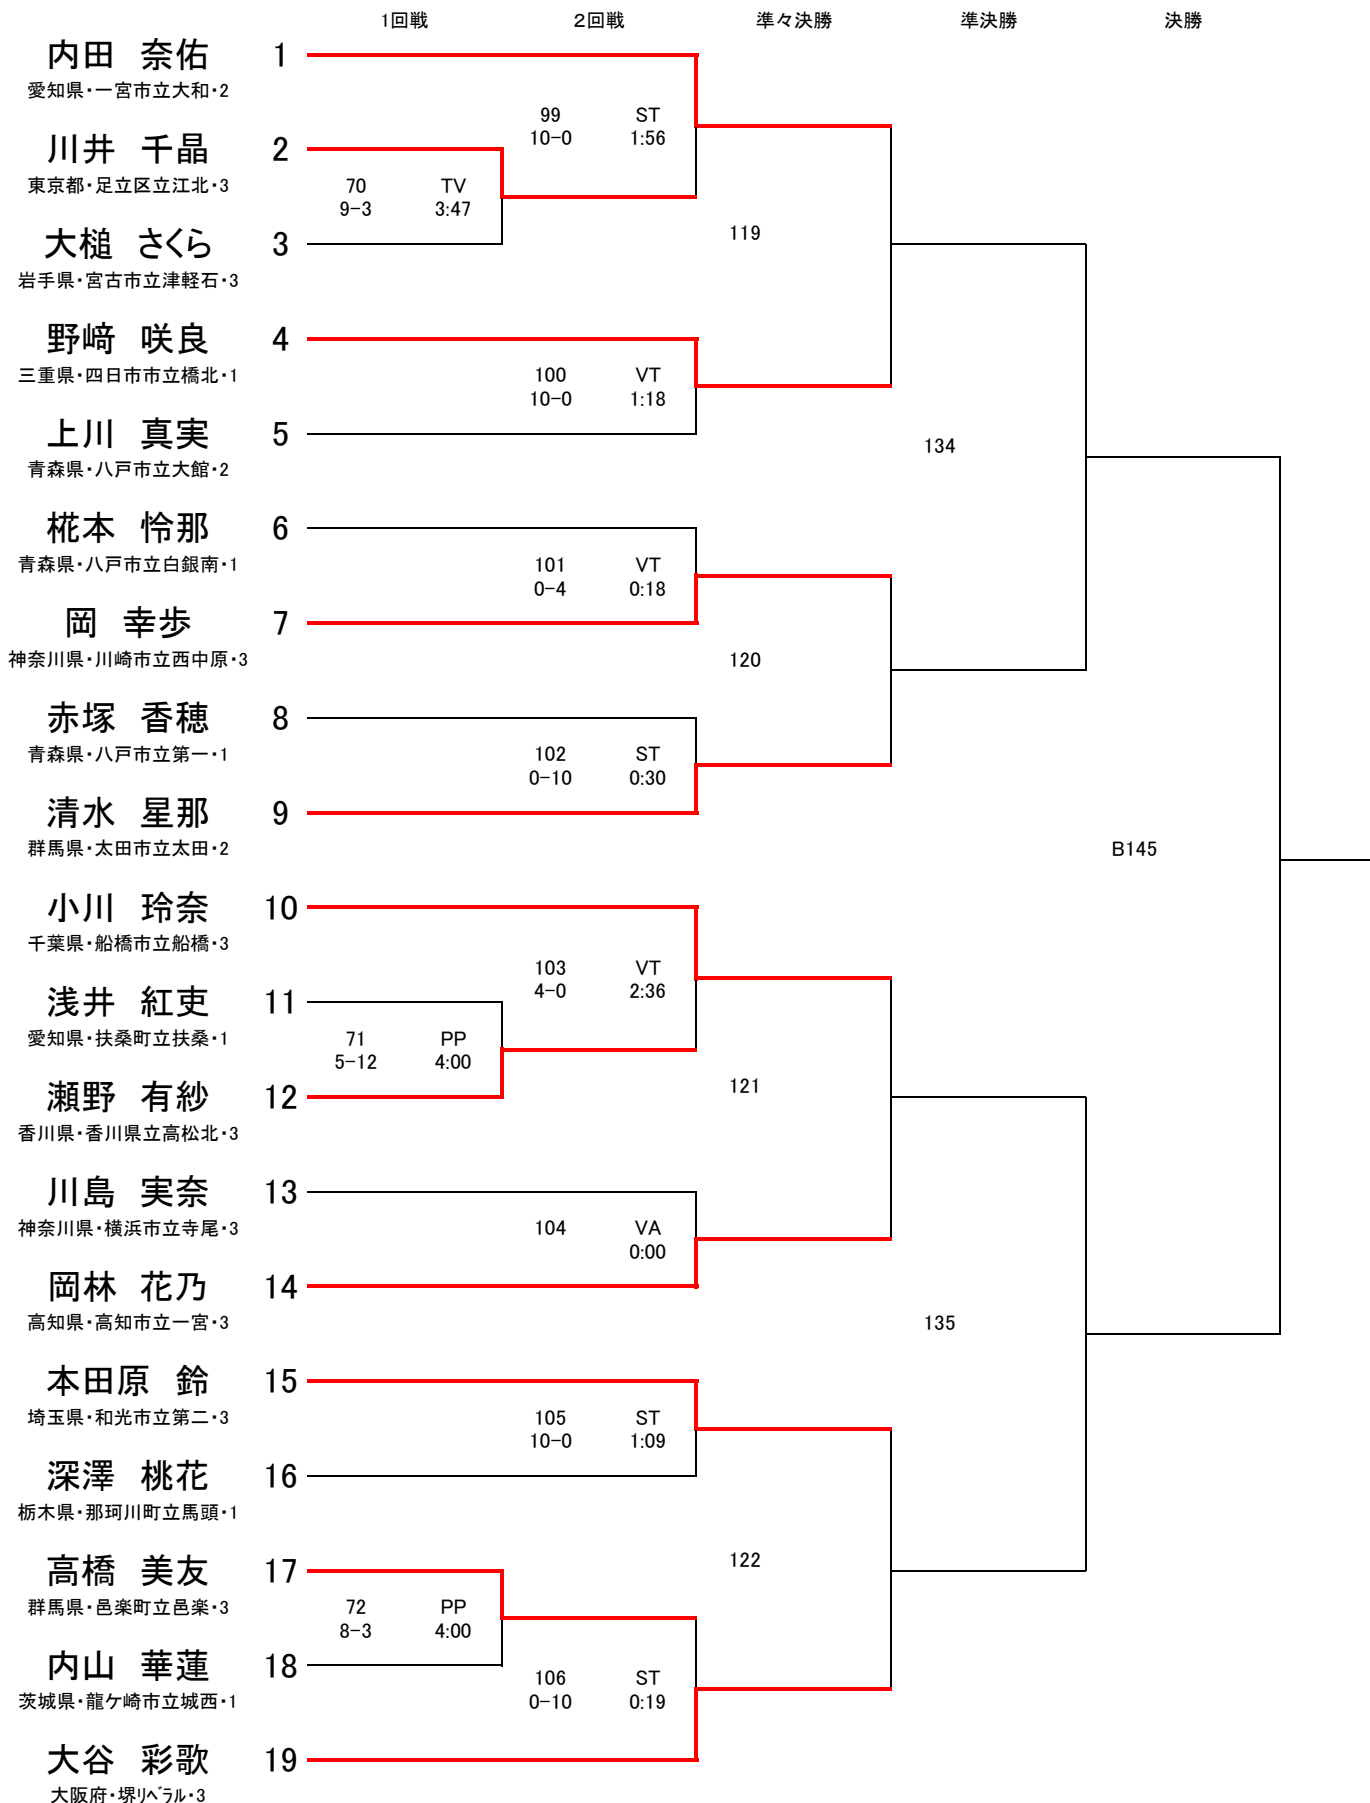 1回戦 2回戦 準々決勝 準決勝 決勝
内田 奈佑 1
愛知県・一宮市立大和・2
99 ST
10-0 1:56
川井 千晶 2
東京都・足立区立江北・3
70 TV
9-3 3:47
119
大槌 さくら 3
岩手県・宮古市立津軽石・3
野﨑 咲良 4
三重県・四日市市立橋北・1
100 VT
10-0 1:18
上川 真実 5
青森県・八戸市立大館・2
134
椛本 怜那 6
青森県・八戸市立白銀南・1
101 VT
0-4 0:18
岡 幸歩 7
神奈川県・川崎市立西中原・3
120
赤塚 香穂 8
青森県・八戸市立第一・1
102 ST
0-10 0:30
清水 星那 9
群馬県・太田市立太田・2
B145
小川 玲奈 10
千葉県・船橋市立船橋・3
103 VT
4-0 2:36
浅井 紅吏 11
愛知県・扶桑町立扶桑・1
71 PP
5-12 4:00
121
瀬野 有紗 12
香川県・香川県立高松北・3
川島 実奈 13
神奈川県・横浜市立寺尾・3
104 VA
0:00
岡林 花乃 14
高知県・高知市立一宮・3
135
本田原 鈴 15
埼玉県・和光市立第二・3
105 ST
10-0 1:09
深澤 桃花 16
栃木県・那珂川町立馬頭・1
122
高橋 美友 17
群馬県・邑楽町立邑楽・3
72 PP
8-3 4:00
内山 華蓮 18
茨城県・龍ケ崎市立城西・1
106 ST
0-10 0:19
大谷 彩歌 19
大阪府・堺リベラル・3